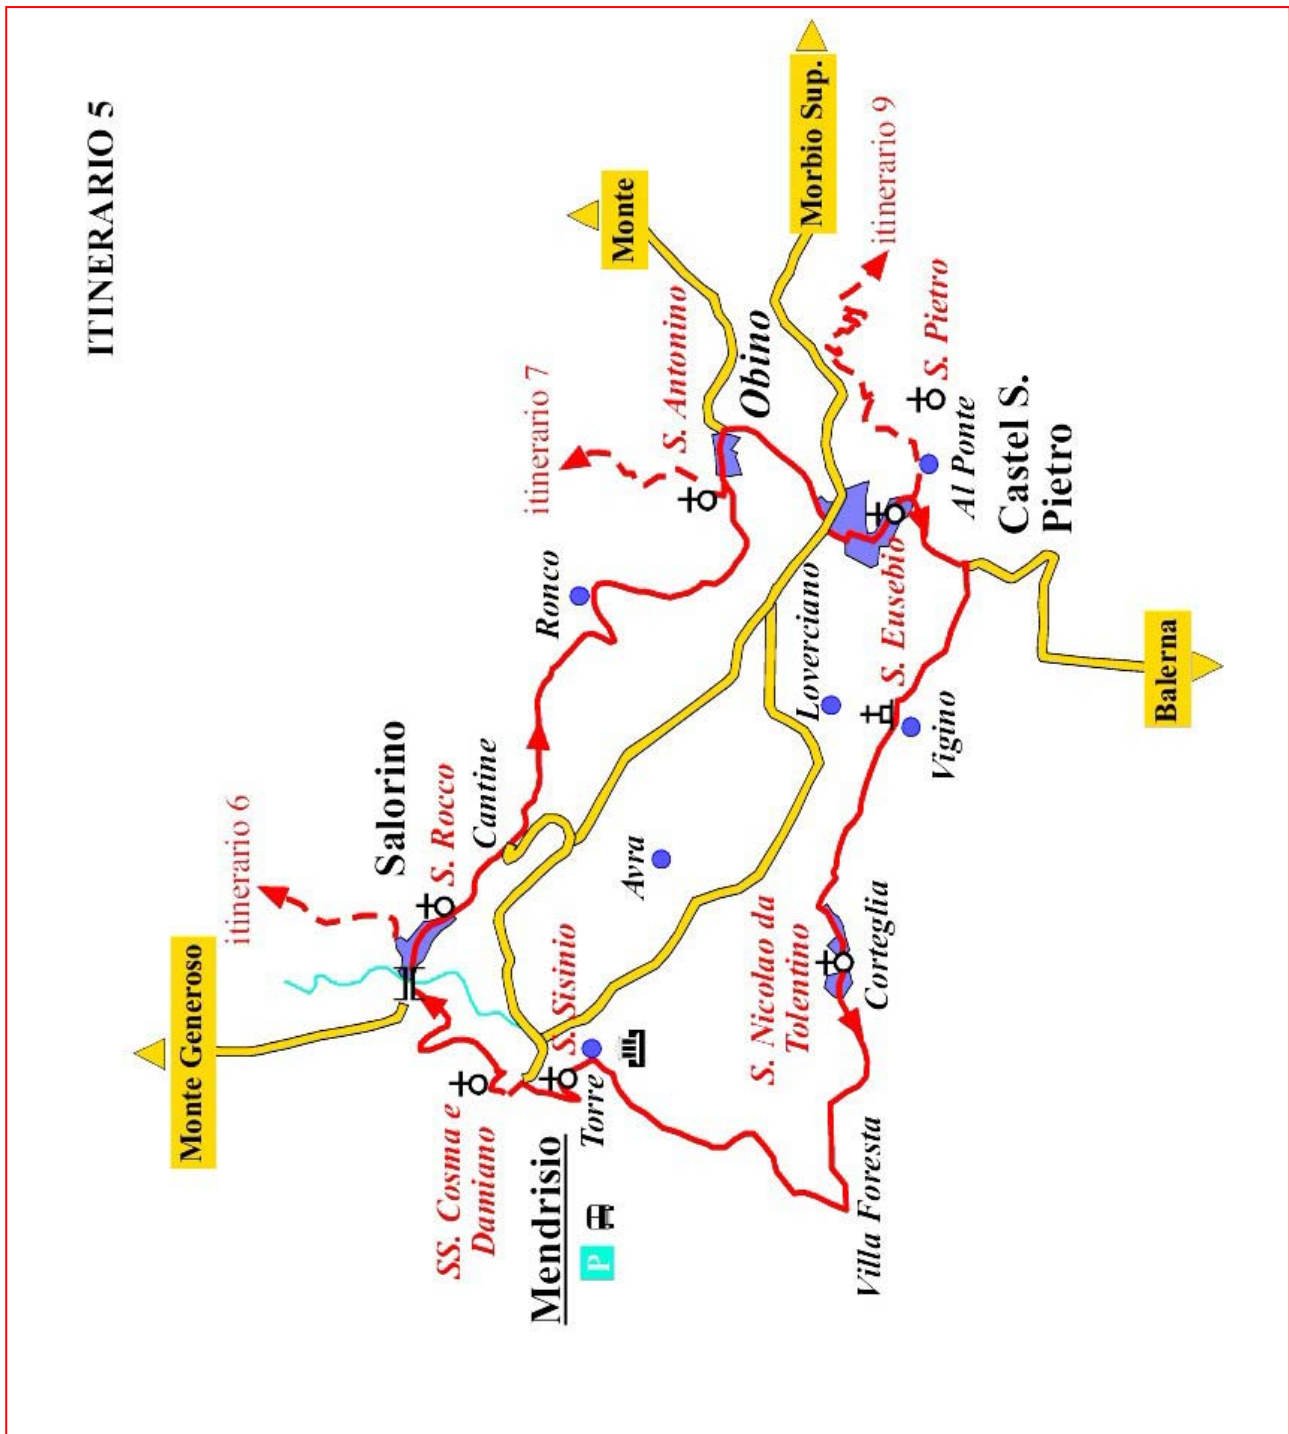 ITINERARIO 5
Monte Generoso
itinerario 6
Salorino
S. Rocco
Cantine
SS. Cosma e
Damiano
Mendrisio
P
S. Sisinio
Torre
Ronco
itinerario 7
S. Antonino
Monte
Obino
Morbio Sup.
itinerario 9
S. Pietro
Al Ponte
Castel S.
Pietro
Avra
Loverciano
S. Eusebio
Vigino
S. Nicolao da
Tolentino
Corteglia
Villa Foresta
Balerna